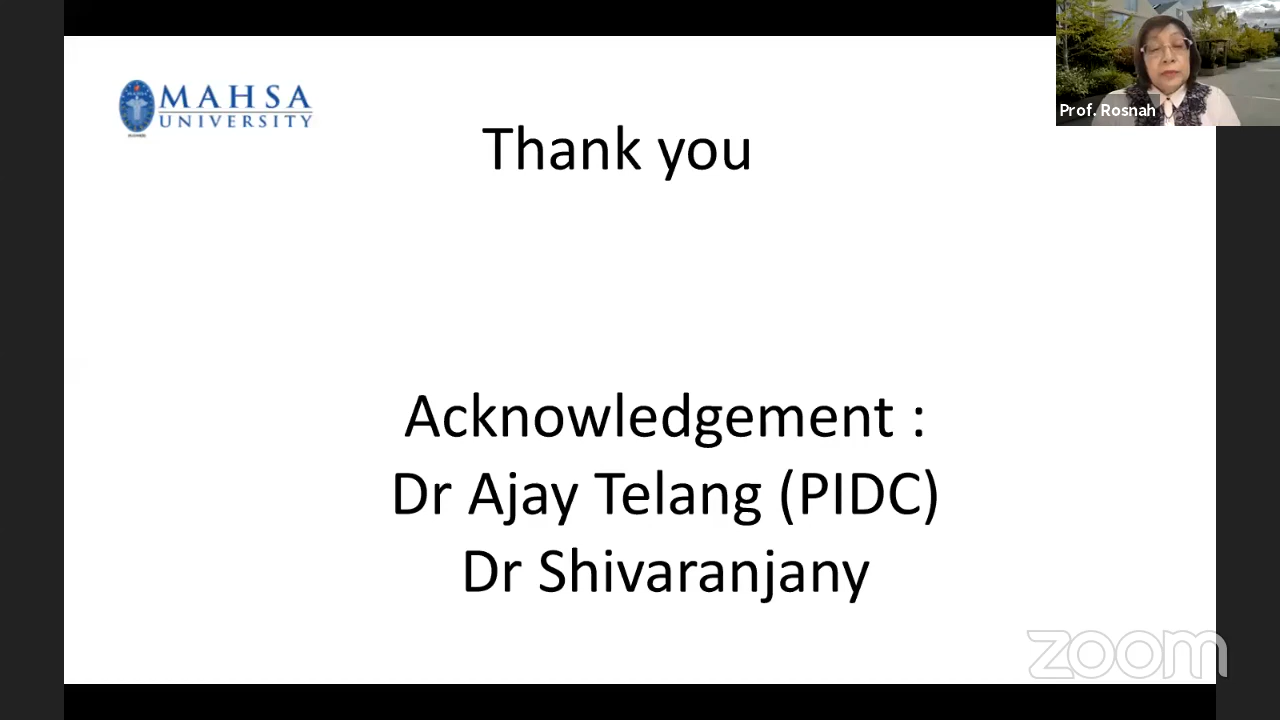 MAHSA
UNIVERSITY
Prof. Rosnah
Thank you
Acknowledgement :
Dr Ajay Telang (PIDC)
Dr Shivaranjany
zoom